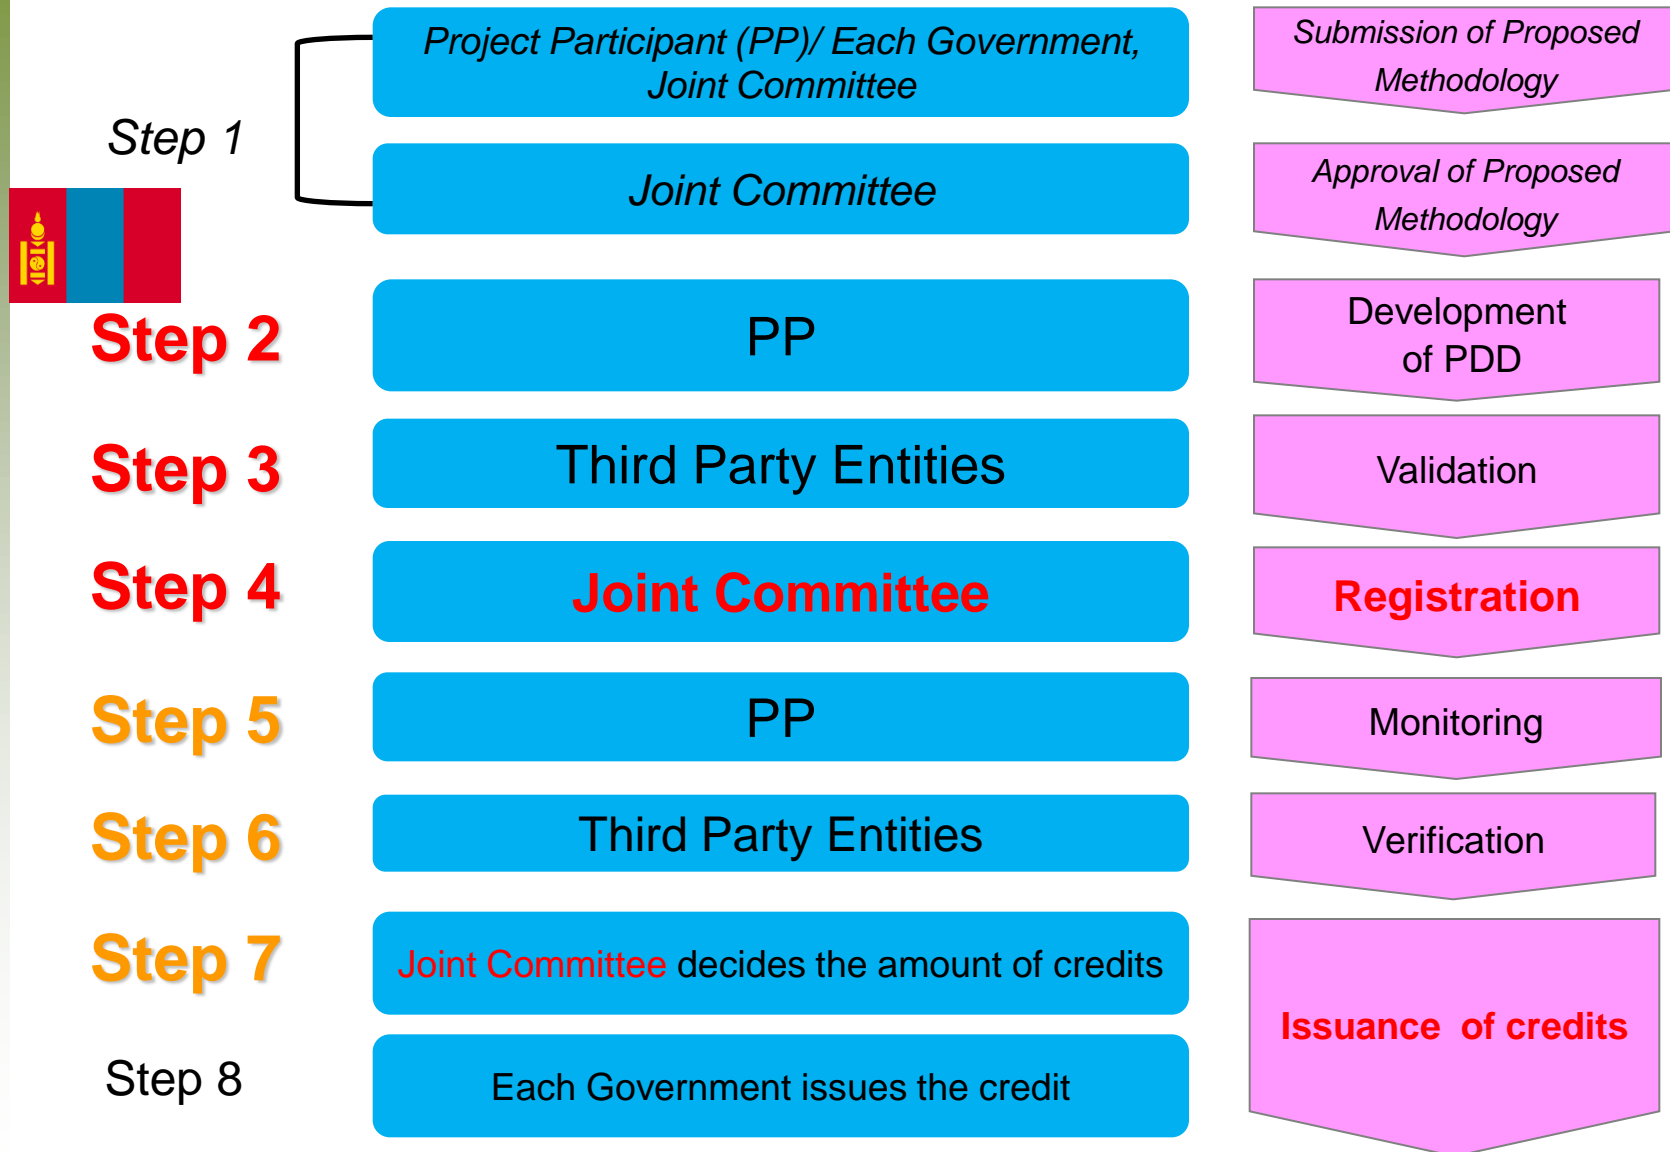 Project Participant (PP)/ Each Government,
Joint Committee
Submission of Proposed
Methodology
Step 1
Joint Committee
Approval of Proposed
Methodology
Step 2
PP
Development
of PDD
Step 3
Third Party Entities
Validation
Step 4
Joint Committee
Registration
Step 5
PP
Monitoring
Step 6
Third Party Entities
Verification
Step 7
Joint Committee decides the amount of credits
Issuance of credits
Step 8
Each Government issues the credit